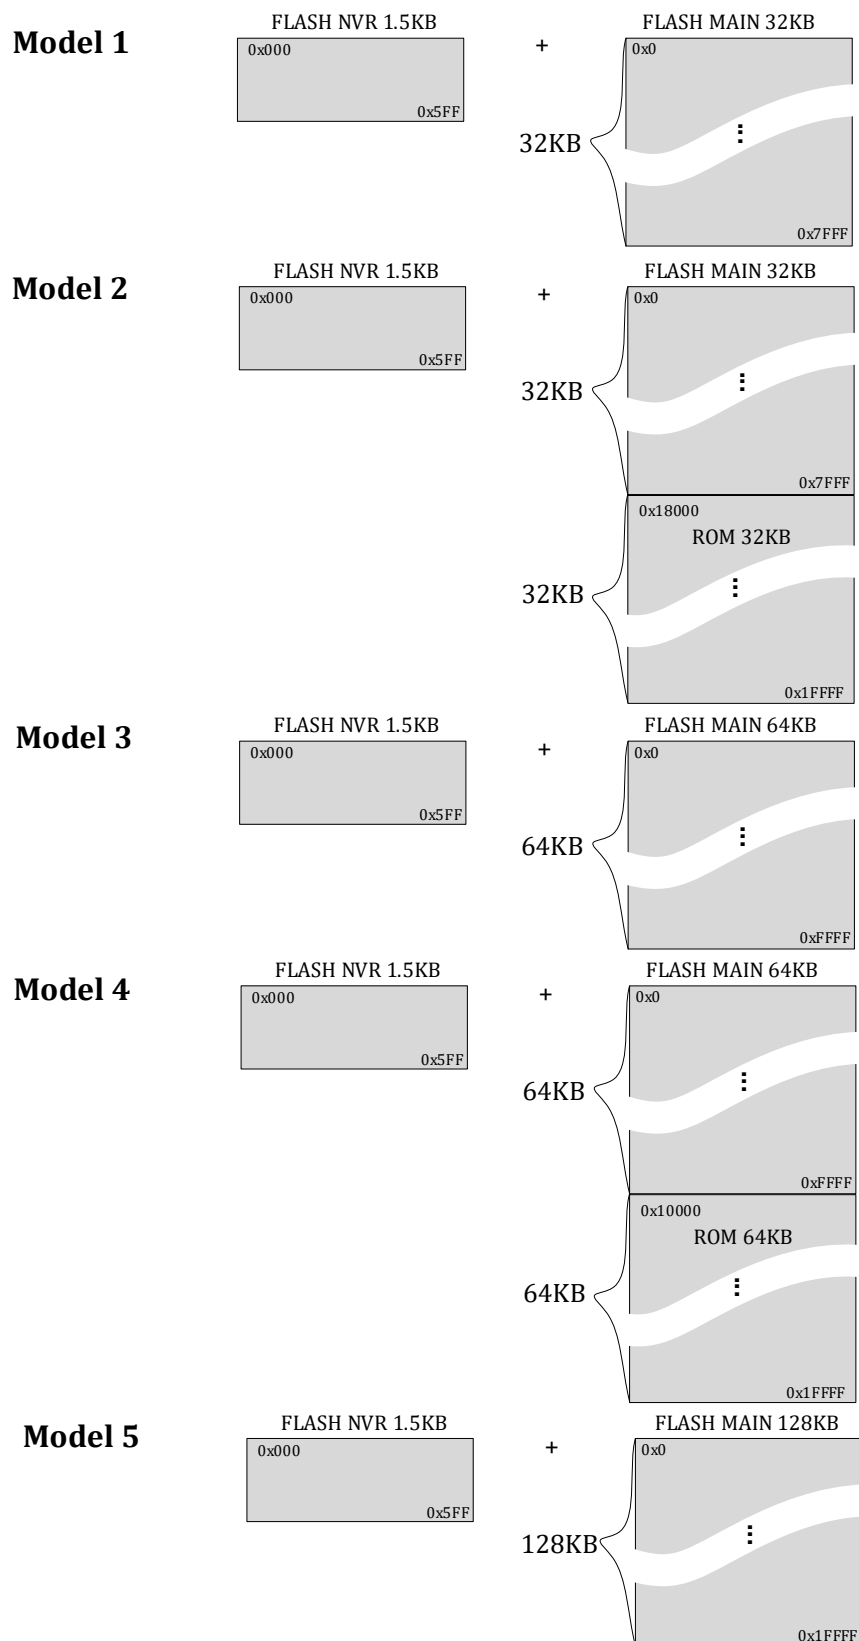 Model 1
FLASH NVR 1.5KB
+
FLASH MAIN 32KB
0x000
0x5FF
32KB
0x0
⋮
0x7FFF
Model 2
FLASH NVR 1.5KB
+
FLASH MAIN 32KB
0x000
0x5FF
32KB
0x0
⋮
0x7FFF
32KB
0x18000
ROM 32KB
⋮
0x1FFFF
Model 3
FLASH NVR 1.5KB
+
FLASH MAIN 64KB
0x000
0x5FF
64KB
0x0
⋮
0xFFFF
Model 4
FLASH NVR 1.5KB
+
FLASH MAIN 64KB
0x000
0x5FF
64KB
0x0
⋮
0xFFFF
64KB
0x10000
ROM 64KB
⋮
0x1FFFF
Model 5
FLASH NVR 1.5KB
+
FLASH MAIN 128KB
0x000
0x5FF
128KB
0x0
⋮
0x1FFFF